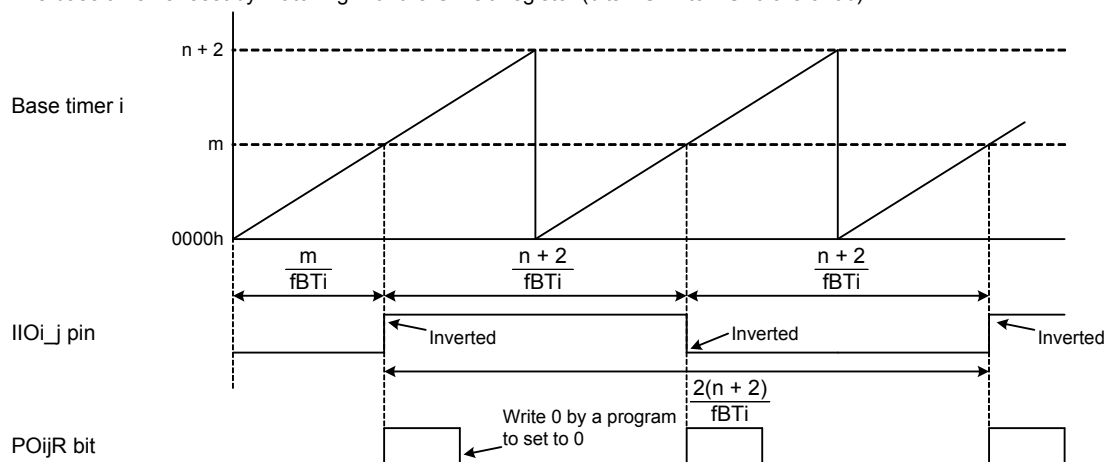 n + 2
Base timer i
m
0000h
m
fBTi
n + 2
fBTi
n + 2
fBTi
IIOi_j pin
Inverted
Inverted
Inverted
2(n + 2)
fBTi
Write 0 by a program
to set to 0
POijR bit